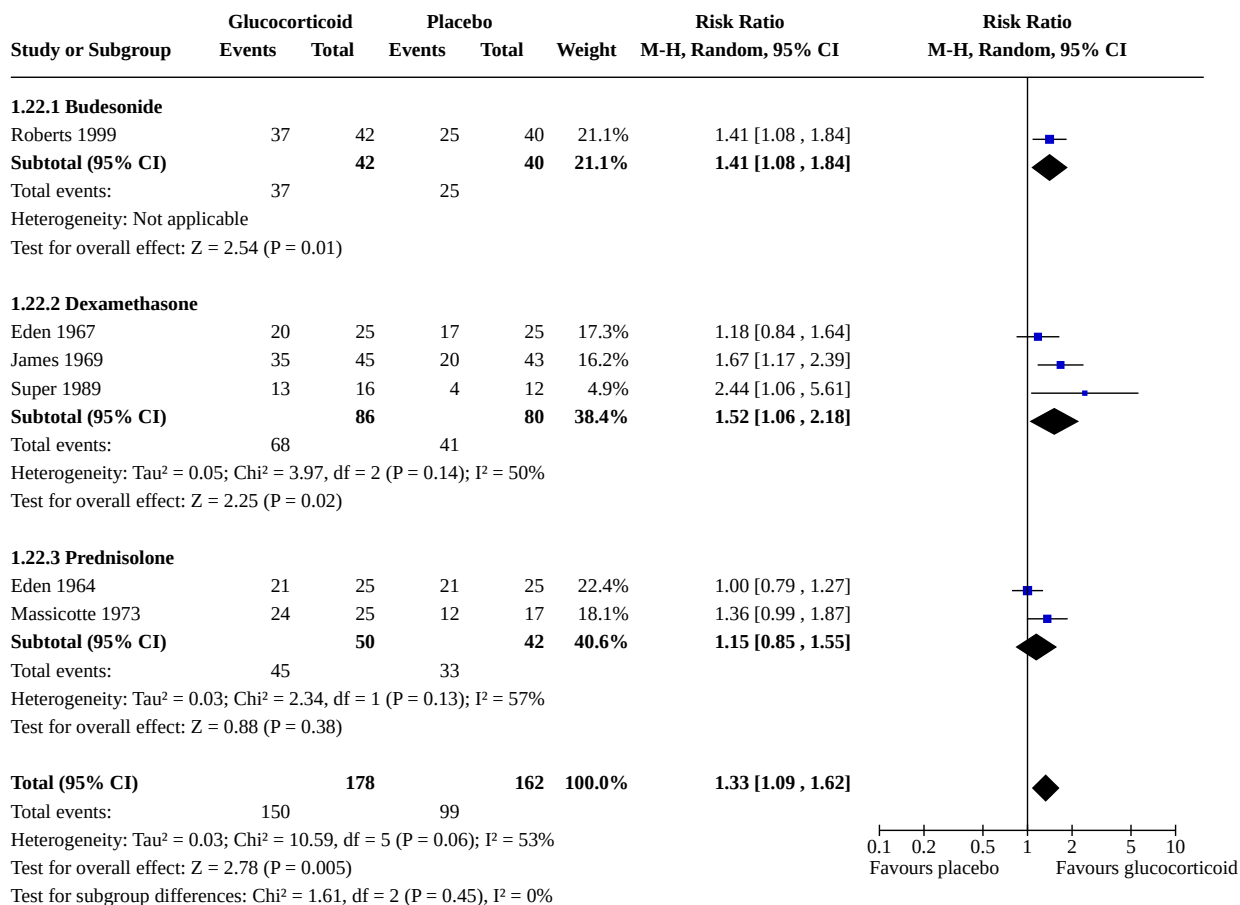 Glucocorticoid Placebo Risk Ratio Risk Ratio
Study or Subgroup Events Total Events Total Weight M-H, Random, 95% CI M-H, Random, 95% CI
1.22.1 Budesonide
Roberts 1999 37 42 25 40 21.1% 1.41 [1.08 , 1.84]
Subtotal (95% CI) 42 40 21.1% 1.41 [1.08 , 1.84]
Total events: 37 25
Heterogeneity: Not applicable
Test for overall effect: Z = 2.54 (P = 0.01)
1.22.2 Dexamethasone
Eden 1967 20 25 17 25 17.3% 1.18 [0.84 , 1.64]
James 1969 35 45 20 43 16.2% 1.67 [1.17 , 2.39]
Super 1989 13 16 4 12 4.9% 2.44 [1.06 , 5.61]
Subtotal (95% CI) 86 80 38.4% 1.52 [1.06 , 2.18]
Total events: 68 41
Heterogeneity: Tau² = 0.05; Chi² = 3.97, df = 2 (P = 0.14); I² = 50%
Test for overall effect: Z = 2.25 (P = 0.02)
1.22.3 Prednisolone
Eden 1964 21 25 21 25 22.4% 1.00 [0.79 , 1.27]
Massicotte 1973 24 25 12 17 18.1% 1.36 [0.99 , 1.87]
Subtotal (95% CI) 50 42 40.6% 1.15 [0.85 , 1.55]
Total events: 45 33
Heterogeneity: Tau² = 0.03; Chi² = 2.34, df = 1 (P = 0.13); I² = 57%
Test for overall effect: Z = 0.88 (P = 0.38)
Total (95% CI) 178 162 100.0% 1.33 [1.09 , 1.62]
Total events: 150 99
Heterogeneity: Tau² = 0.03; Chi² = 10.59, df = 5 (P = 0.06); I² = 53%
0.1 0.2 0.5 1 2 5 10
Test for overall effect: Z = 2.78 (P = 0.005)
Favours placebo Favours glucocorticoid
Test for subgroup differences: Chi² = 1.61, df = 2 (P = 0.45), I² = 0%